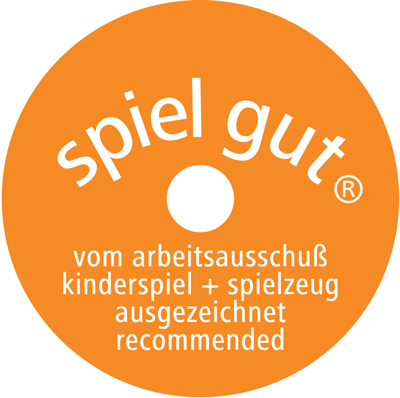 spiel gut®
vom arbeitsausschuß
kinderspiel + spielzeug
ausgezeichnet
recommended